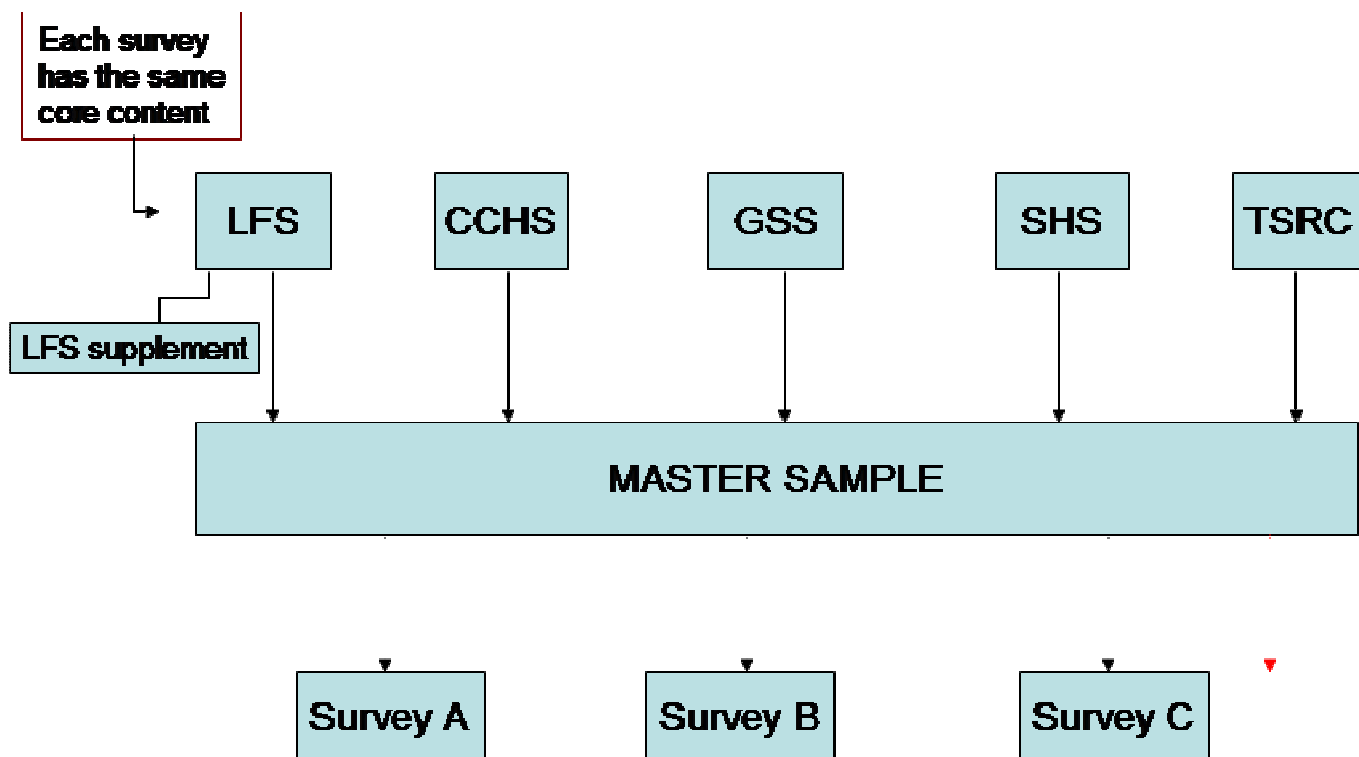 Each survey
has the same
core content
LFS
CCHS
GSS
SHS
TSRC
LFS supplement
MASTER SAMPLE
Survey A
Survey B
Survey C